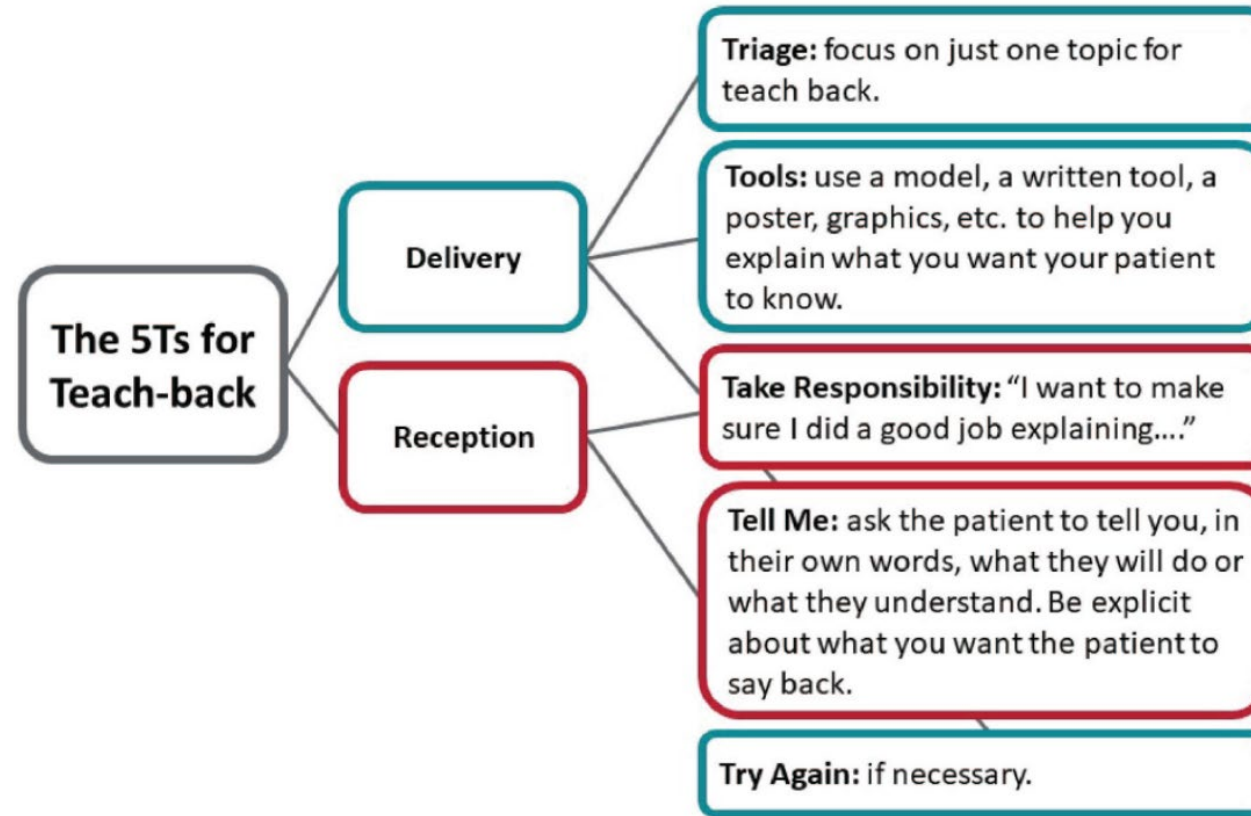 The 5Ts for
Teach-back
Delivery
Reception
Triage: focus on just one topic for
teach back.
Tools: use a model, a written tool, a
poster, graphics, etc. to help you
explain what you want your patient
to know.
Take Responsibility: “I want to make
sure I did a good job explaining....”
Tell Me: ask the patient to tell you, in
their own words, what they will do or
what they understand. Be explicit
about what you want the patient to
say back.
Try Again: if necessary.